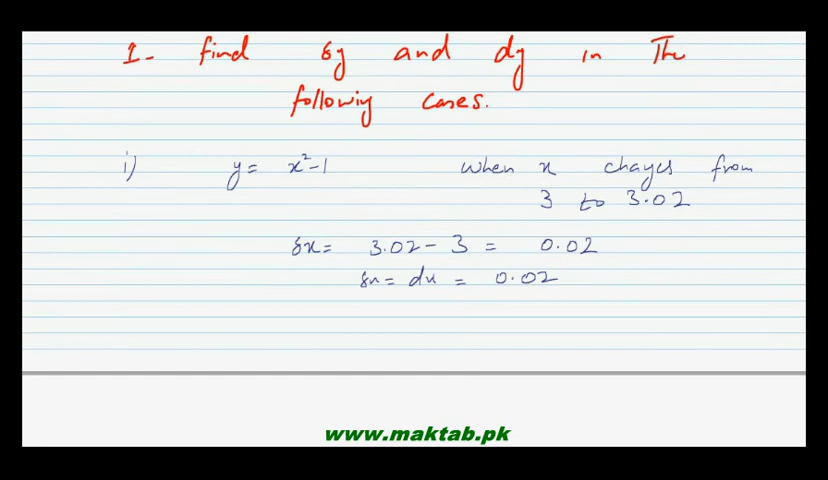 1- find δy and dy in The
following cases.
i) y = x²-1 when x changes from
3 to 3.02
δx = 3.02 - 3 = 0.02
δx = dx = 0.02
www.maktab.pk